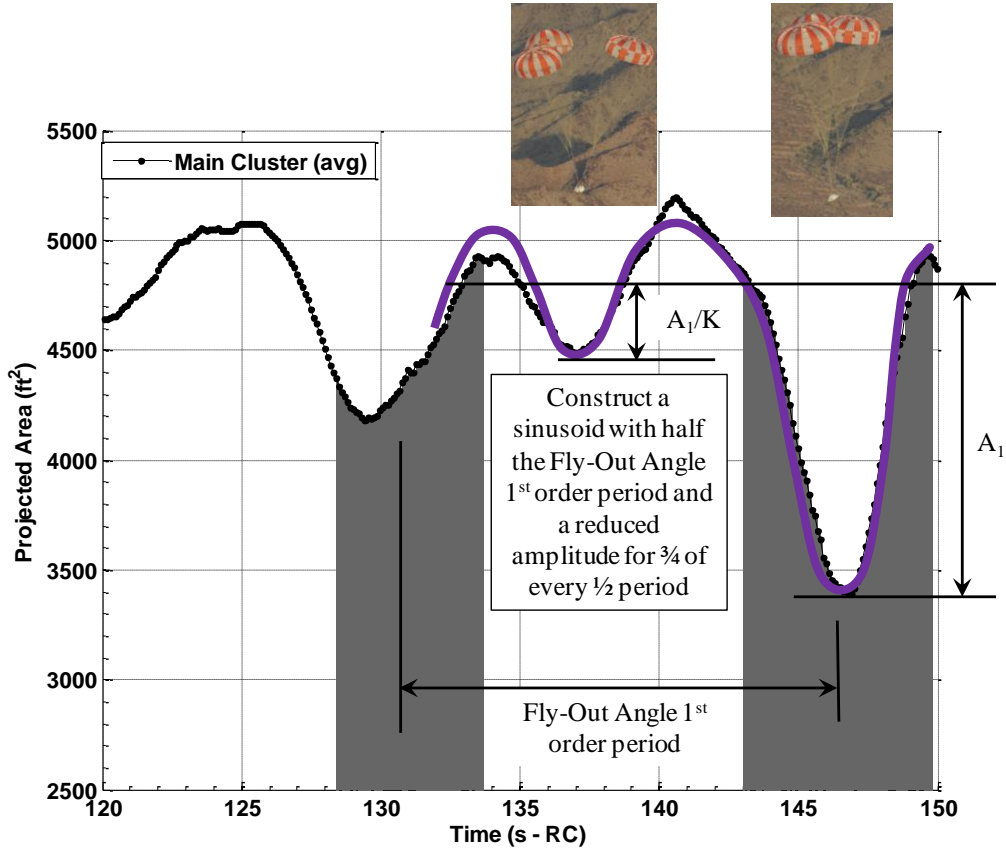 5500
5000
4500
4000
3500
3000
2500
120
125
130
135
140
145
150
Projected Area (ft²)
Time (s - RC)
Main Cluster (avg)
A₁/K
A₁
Construct a
sinusoid with half
the Fly-Out Angle
1ˢᵗ order period and
a reduced
amplitude for ¾ of
every ½ period
Fly-Out Angle 1ˢᵗ
order period